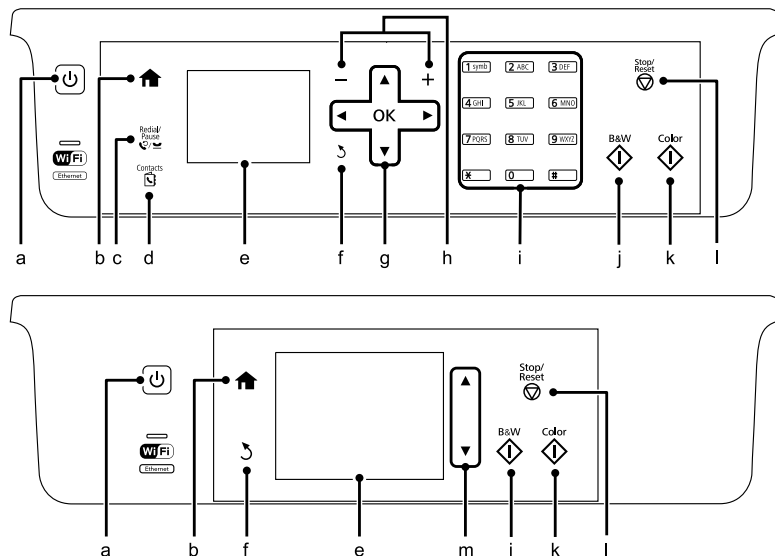 Stop/
Reset
1 symb 2 ABC 3 DEF
4 GHI 5 JKL 6 MNO
7 PQRS 8 TUV 9 WXYZ
* 0 #
OK
− +
Redial/
Pause
Contacts
B&W Color
Wi Fi
Ethernet
a b c d e f g h i j k l
Stop/
Reset
B&W Color
Wi Fi
Ethernet
a b f e m j k l